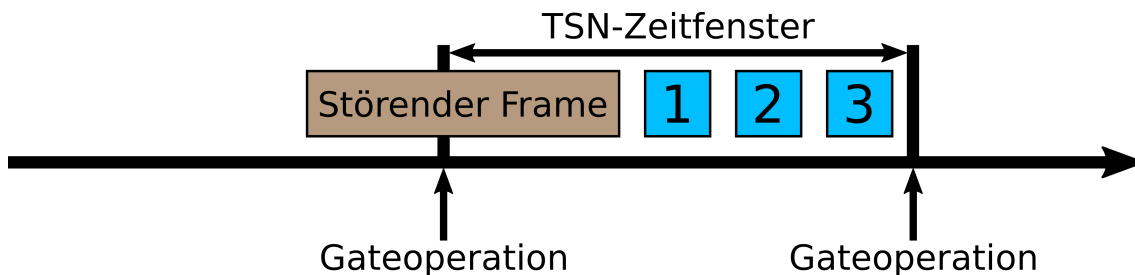 TSN-Zeitfenster
Störender Frame 1 2 3
Gateoperation Gateoperation